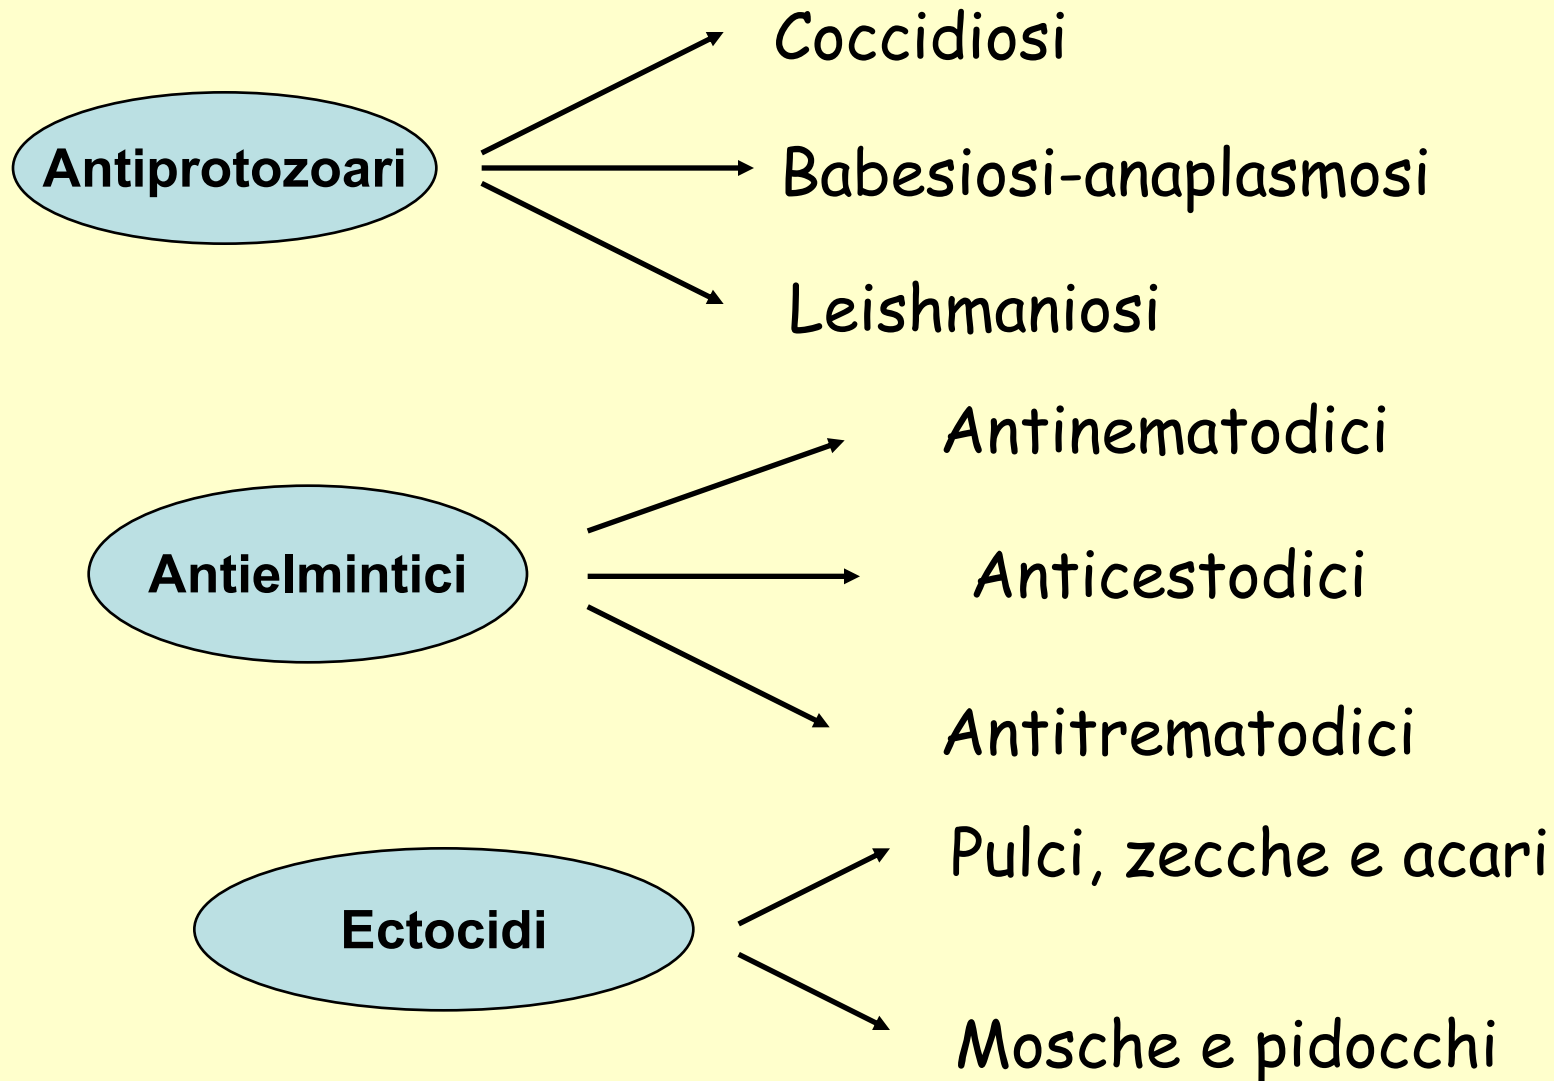 Antiprotozoari
Coccidiosi
Babesiosi-anaplasmosi
Leishmaniosi
Antielmintici
Antinematodici
Anticestodici
Antitrematodici
Ectocidi
Pulci, zecche e acari
Mosche e pidocchi